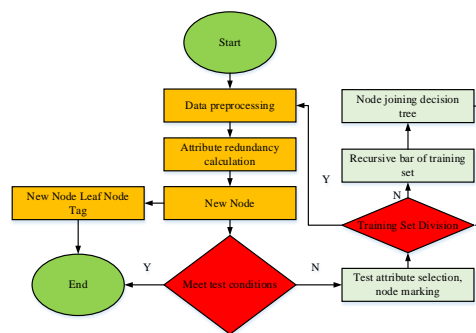 Start
Data preprocessing
Attribute redundancy
calculation
New Node
New Node Leaf Node
Tag
End
Y
Meet test conditions
N
Test attribute selection,
node marking
Training Set Division
Y
N
Recursive bar of training
set
Node joining decision
tree